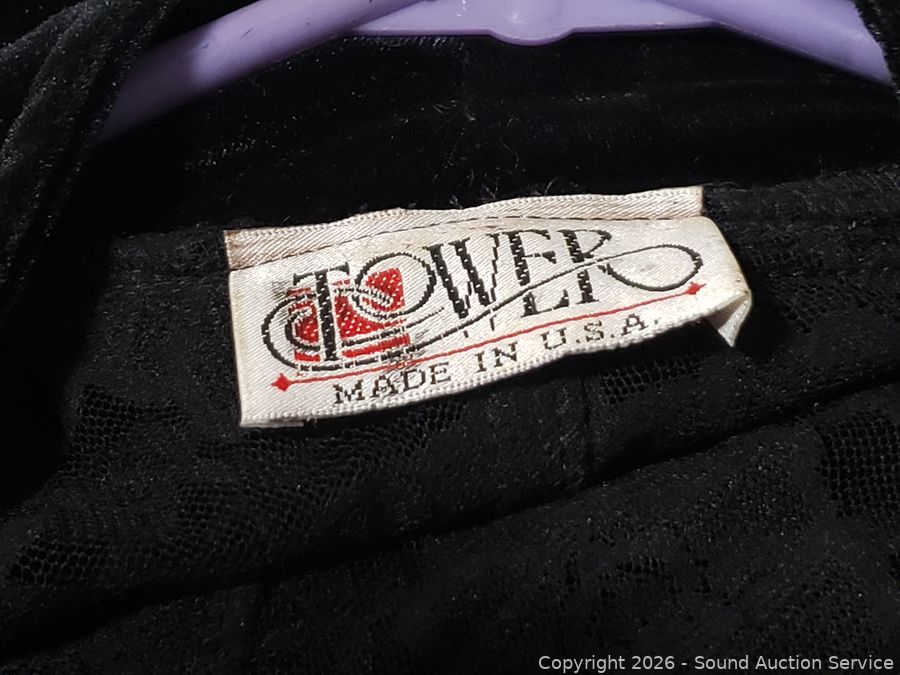 TOWER
MADE IN U.S.A.
Copyright 2026 - Sound Auction Service